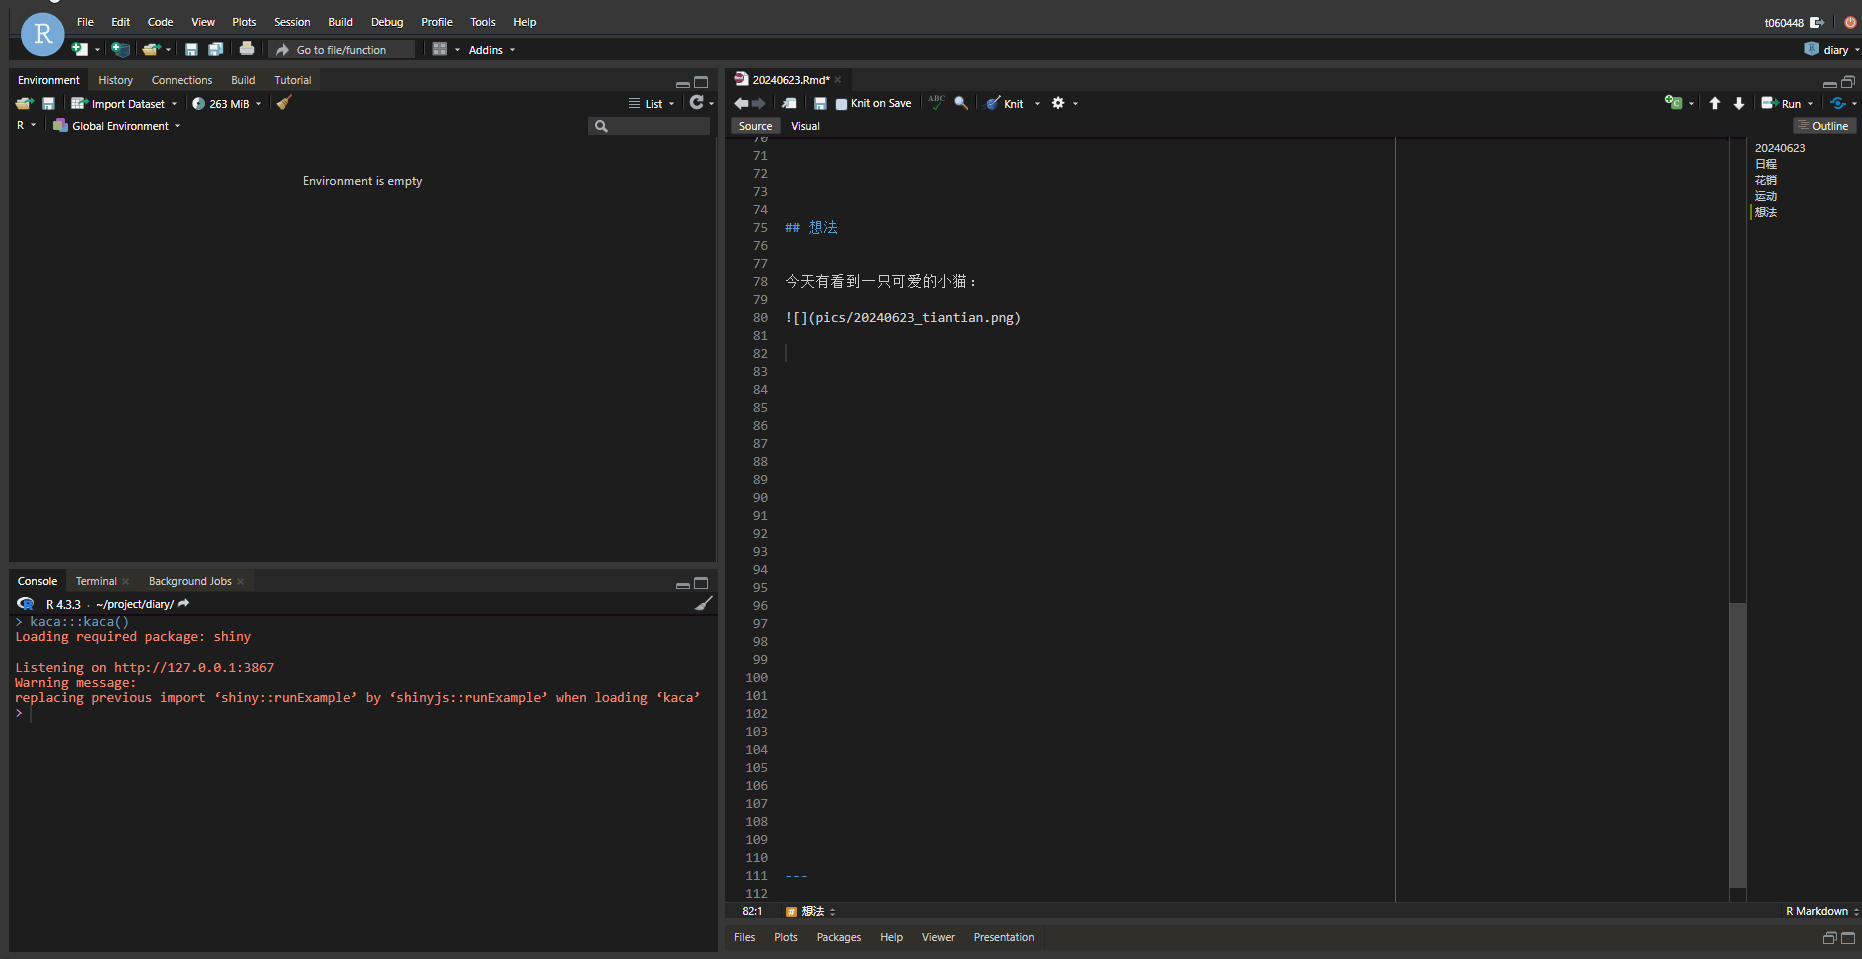 File Edit Code View Plots Session Build Debug Profile Tools Help
t060448
R
Go to file/function
Addins
diary
Environment History Connections Build Tutorial
Import Dataset
263 MiB
List
R
Global Environment
Environment is empty
Console Terminal Background Jobs
R 4.3.3 · ~/project/diary/
> kaca:::kaca()
Loading required package: shiny
Listening on http://127.0.0.1:3867
Warning message:
replacing previous import ‘shiny::runExample’ by ‘shinyjs::runExample’ when loading ‘kaca’
>
20240623.Rmd*
Knit on Save
ABC
Knit
Run
Source Visual
Outline
70
71
72
73
74
75 ## 想法
76
77
78 今天有看到一只可爱的小猫：
79
80 ![](pics/20240623_tiantian.png)
81
82
83
84
85
86
87
88
89
90
91
92
93
94
95
96
97
98
99
100
101
102
103
104
105
106
107
108
109
110
111 ---
112
20240623
日程
花销
运动
想法
82:1
# 想法
R Markdown
Files Plots Packages Help Viewer Presentation